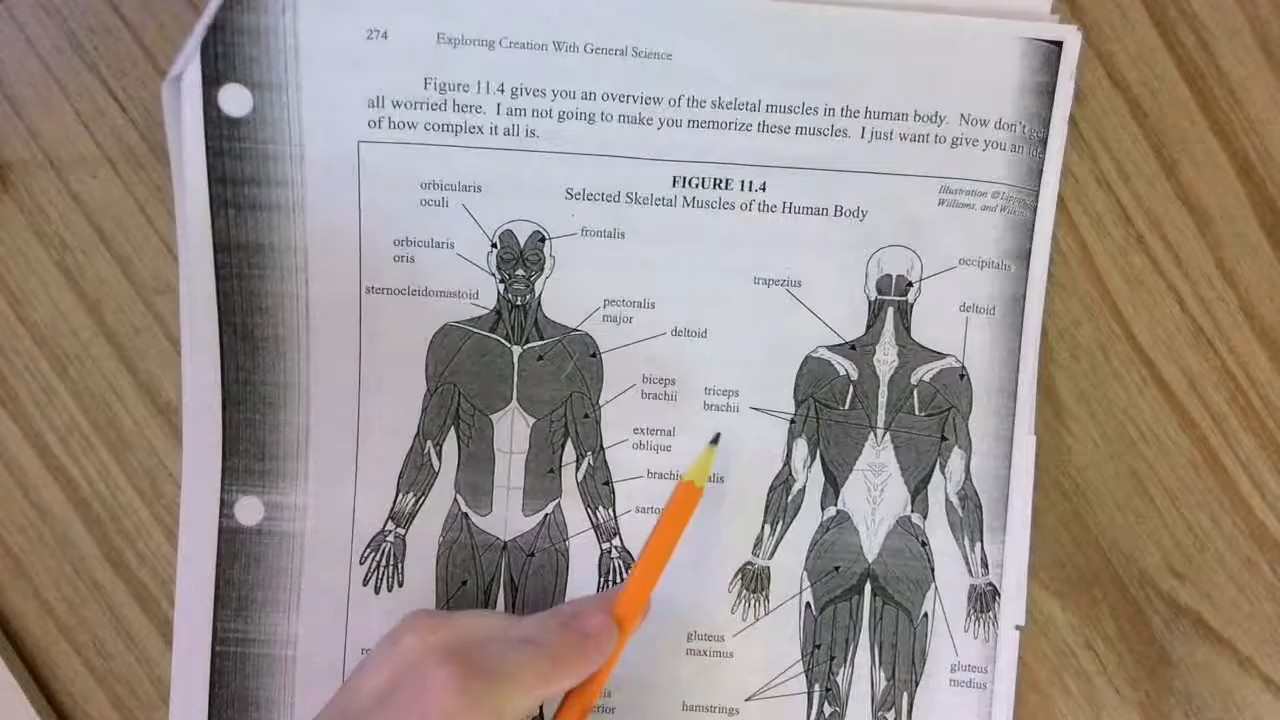 274
Exploring Creation With General Science
Figure 11.4 gives you an overview of the skeletal muscles in the human body. Now don't get
all worried here. I am not going to make you memorize these muscles. I just want to give you an
of how complex it all is.
FIGURE 11.4
Selected Skeletal Muscles of the Human Body
Illustration ©
Williams, and
orbicularis
oculi
frontalis
orbicularis
oris
sternocleidomastoid
pectoralis
major
deltoid
biceps
brachii
external
oblique
trapezius
occipitalis
deltoid
triceps
brachii
gluteus
maximus
gluteus
medius
hamstrings